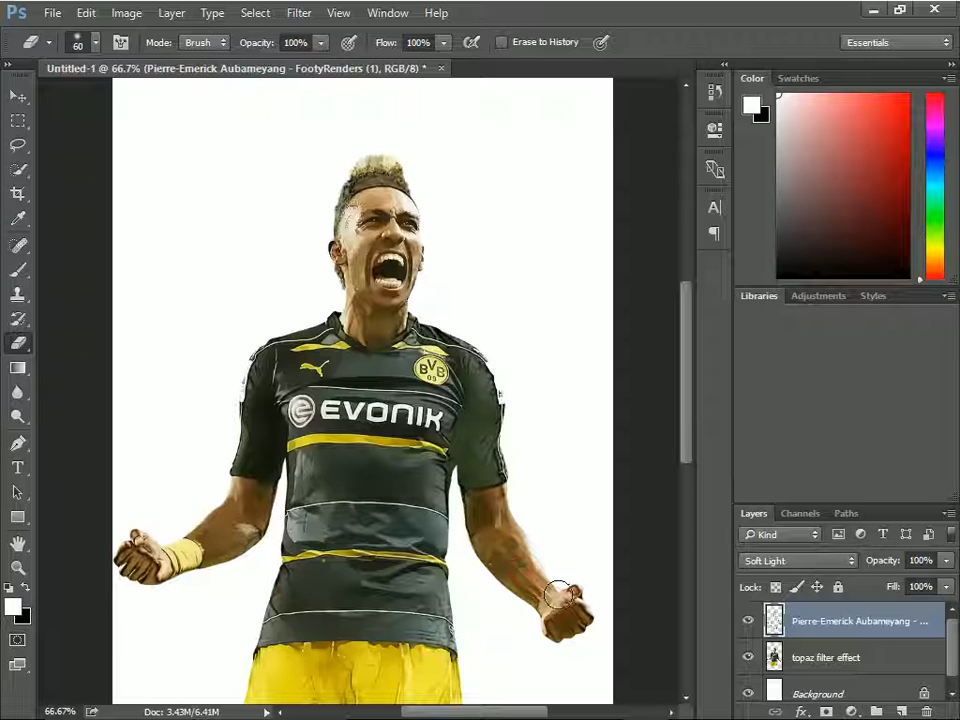 Ps File Edit Image Layer Type Select Filter View Window Help
60 Mode: Brush Opacity: 100% Flow: 100% Erase to History Essentials
Untitled-1 @ 66.7% (Pierre-Emerick Aubameyang - FootyRenders (1), RGB/8) * ×
Color Swatches
A
Libraries Adjustments Styles
BVB
09
EVONIK
Layers Channels Paths
Kind T
Soft Light Opacity: 100%
Lock: Fill: 100%
Pierre-Emerick Aubameyang - ...
topaz filter effect
Background
fx
T
66.67% Doc: 3.43M/6.41M